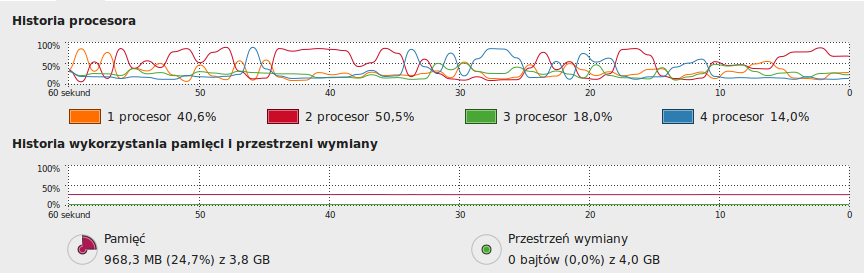 Historia procesora
100%
50%
0%
60 sekund 50 40 30 20 10 0
1 procesor 40,6% 2 procesor 50,5% 3 procesor 18,0% 4 procesor 14,0%
Historia wykorzystania pamięci i przestrzeni wymiany
100%
50%
0%
60 sekund 50 40 30 20 10 0
Pamięć Przestrzeń wymiany
968,3 MB (24,7%) z 3,8 GB 0 bajtów (0,0%) z 4,0 GB